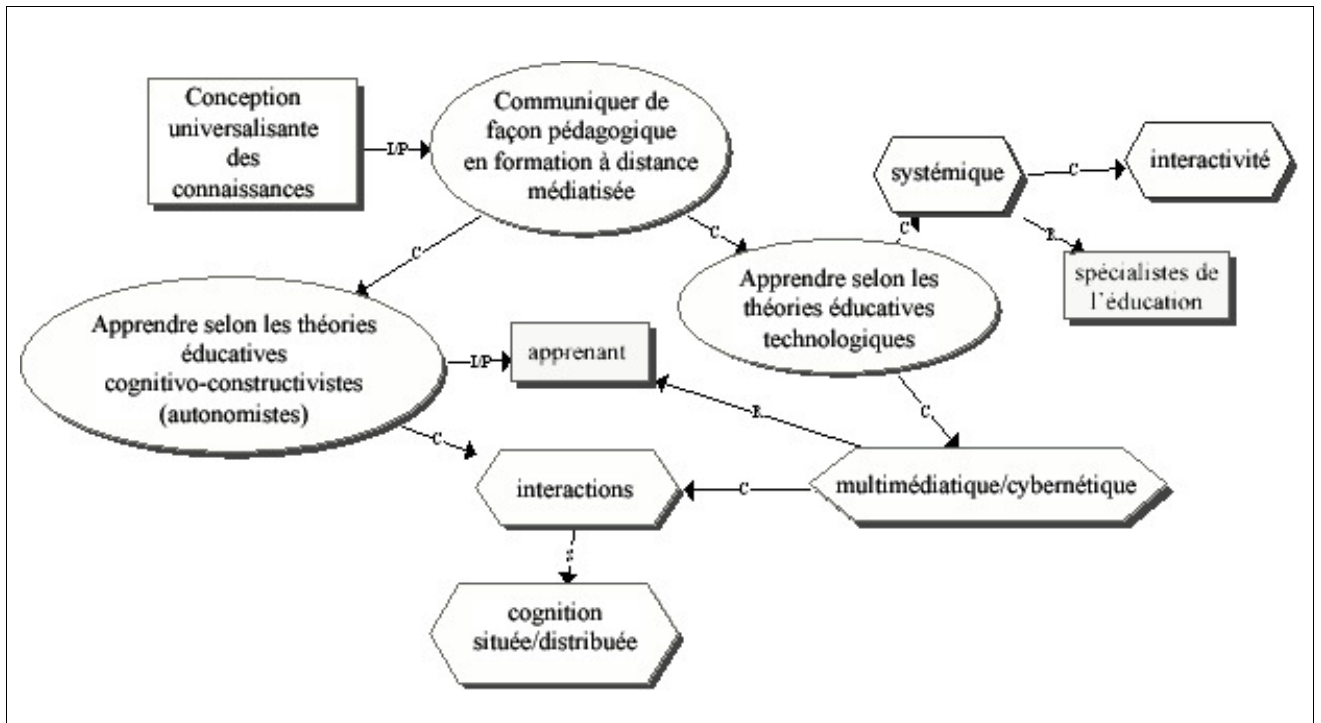 Conception
universalisante
des
connaissances
I/P
Communiquer de
façon pédagogique
en formation à distance
médiatisée
systémique
C
interactivité
C
C
C
R
spécialistes de
l'éducation
Apprendre selon les
théories éducatives
technologiques
Apprendre selon les théories
éducatives
cognitivo-constructivistes
(autonomistes)
I/P
apprenant
R
C
C
interactions
C
multimédiatique/cybernétique
cognition
située/distribuée